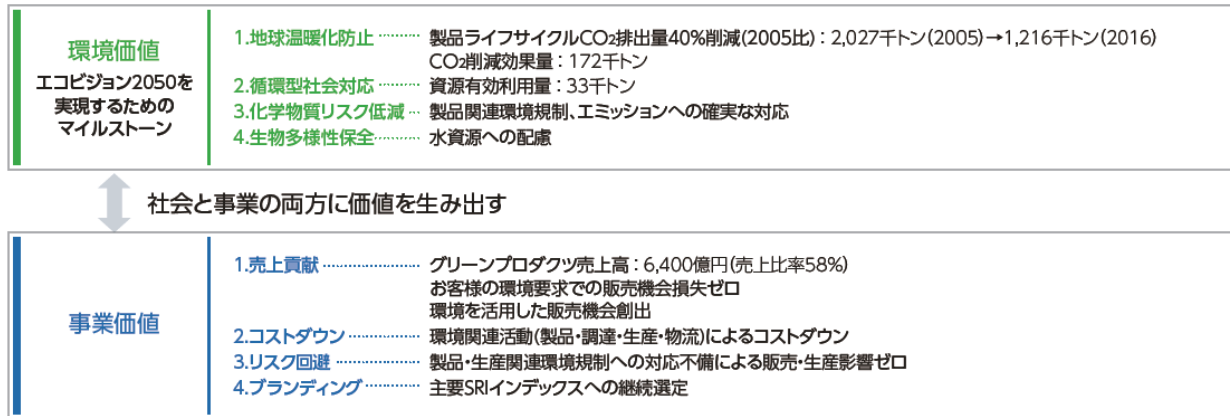 環境価値
エコビジョン2050を
実現するための
マイルストーン
1.地球温暖化防止 ········· 製品ライフサイクルCO₂排出量40%削減(2005比)：2,027千トン(2005)→1,216千トン(2016)
CO₂削減効果量：172千トン
2.循環型社会対応 ········· 資源有効利用量：33千トン
3.化学物質リスク低減 ··· 製品関連環境規制、エミッションへの確実な対応
4.生物多様性保全 ·········· 水資源への配慮
社会と事業の両方に価値を生み出す
事業価値
1.売上貢献 ····················· グリーンプロダクツ売上高：6,400億円(売上比率58%)
お客様の環境要求での販売機会損失ゼロ
環境を活用した販売機会創出
2.コストダウン ················ 環境関連活動(製品・調達・生産・物流)によるコストダウン
3.リスク回避 ·················· 製品・生産関連環境規制への対応不備による販売・生産影響ゼロ
4.ブランディング ············ 主要SRIインデックスへの継続選定